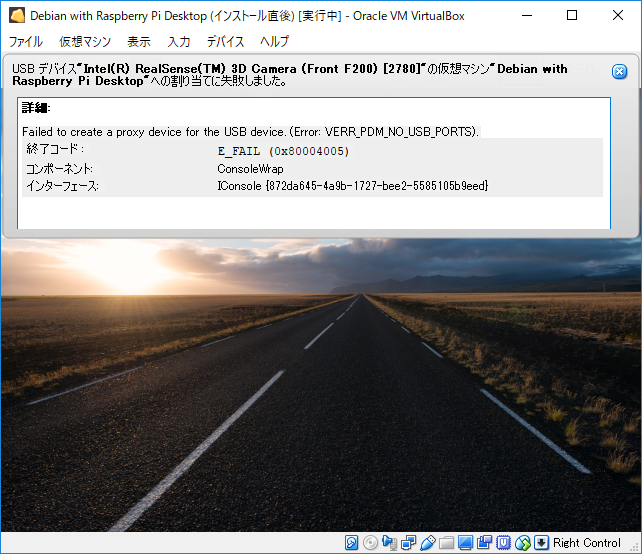 Debian with Raspberry Pi Desktop (インストール直後) [実行中] - Oracle VM VirtualBox
ファイル 仮想マシン 表示 入力 デバイス ヘルプ
USB デバイス"Intel(R) RealSense(TM) 3D Camera (Front F200) [2780]"の仮想マシン"Debian with
Raspberry Pi Desktop"への割り当てに失敗しました。
詳細:
Failed to create a proxy device for the USB device. (Error: VERR_PDM_NO_USB_PORTS).
終了コード : E_FAIL (0x80004005)
コンポーネント: ConsoleWrap
インターフェース: IConsole {872da645-4a9b-1727-bee2-5585105b9eed}
Right Control